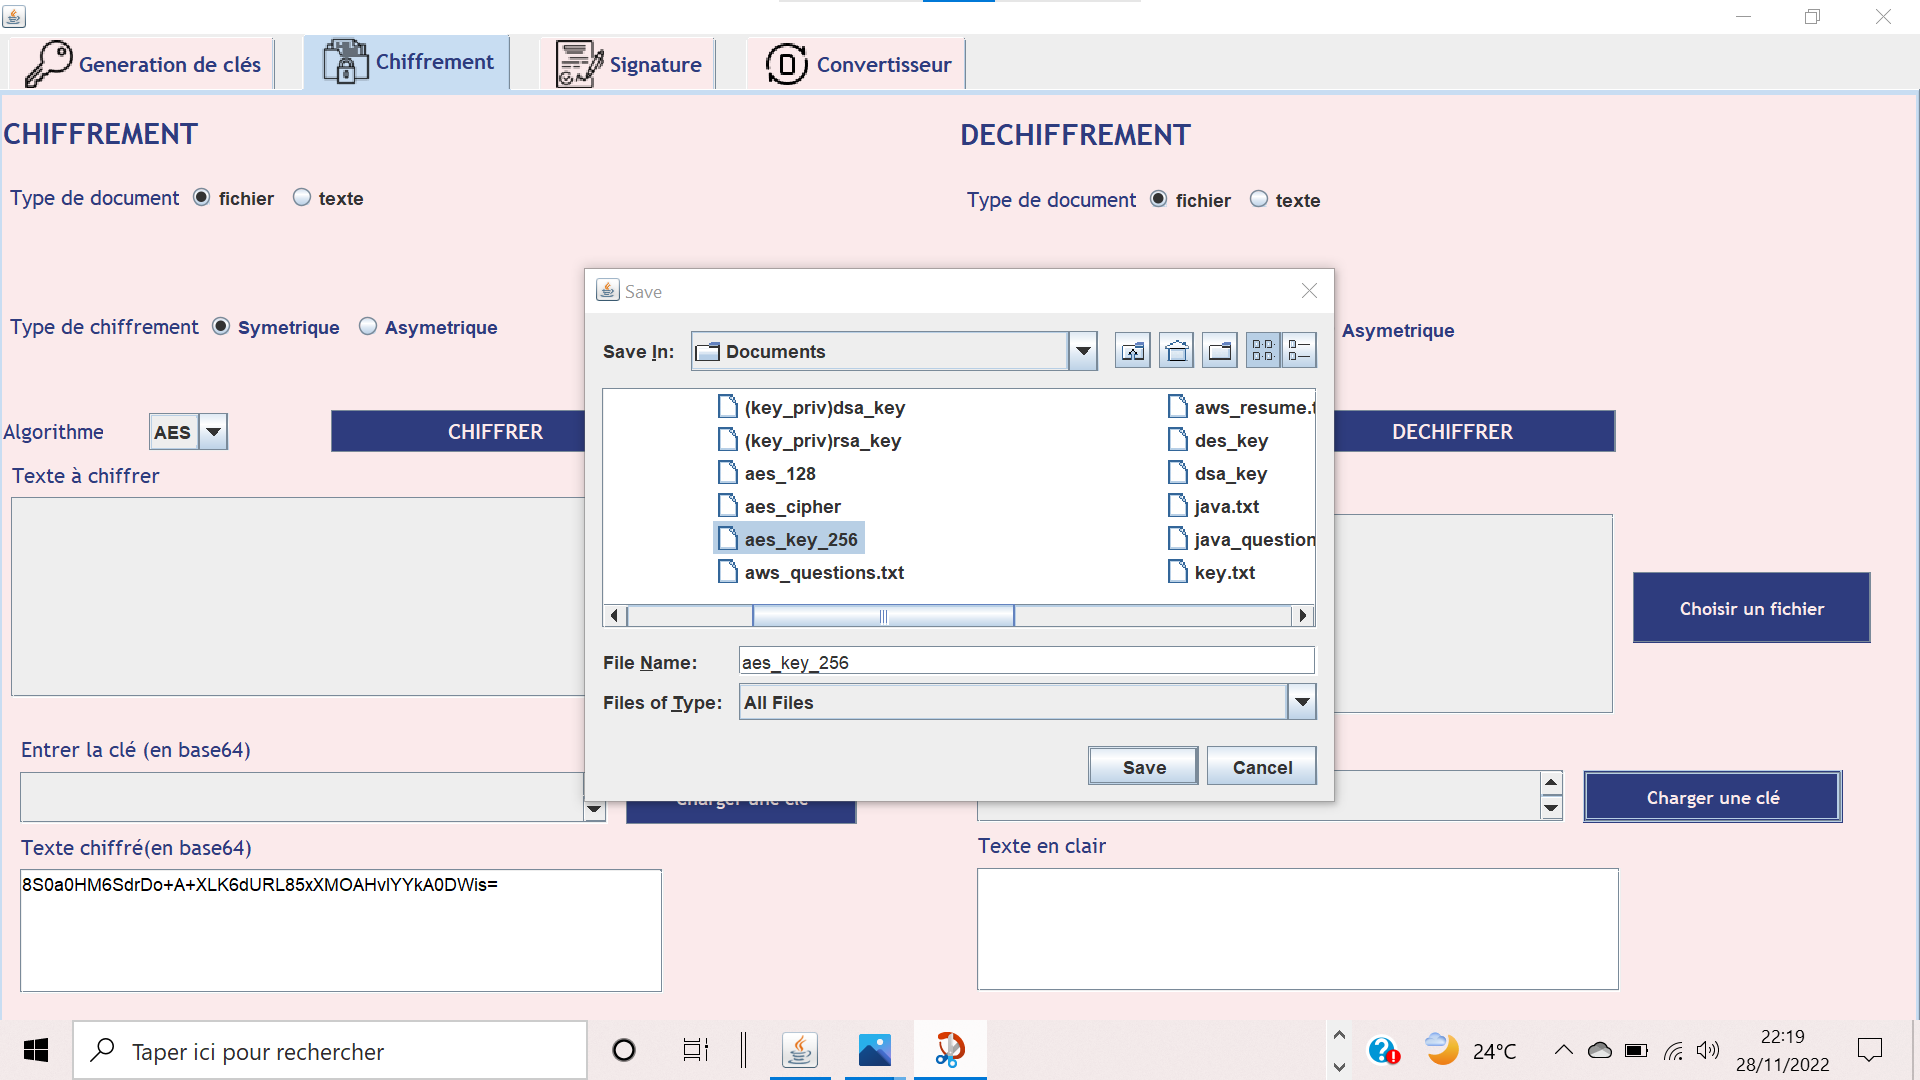 Generation de clés
Chiffrement
Signature
Convertisseur
CHIFFREMENT
DECHIFFREMENT
Type de document fichier texte
Type de document fichier texte
Save
Type de chiffrement Symetrique Asymetrique
Asymetrique
Save In: Documents
(key_priv)dsa_key
(key_priv)rsa_key
aes_128
aes_cipher
aes_key_256
aws_questions.txt
aws_resume.t
des_key
dsa_key
java.txt
java_question
key.txt
Algorithme AES CHIFFRER
DECHIFFRER
Texte à chiffrer
Choisir un fichier
File Name: aes_key_256
Files of Type: All Files
Save Cancel
Entrer la clé (en base64)
Charger une clé
Charger une clé
Texte chiffré(en base64)
Texte en clair
8S0a0HM6SdrDo+A+XLK6dURL85xXMOAHvlYYkA0DWis=
Taper ici pour rechercher
24°C
22:19
28/11/2022